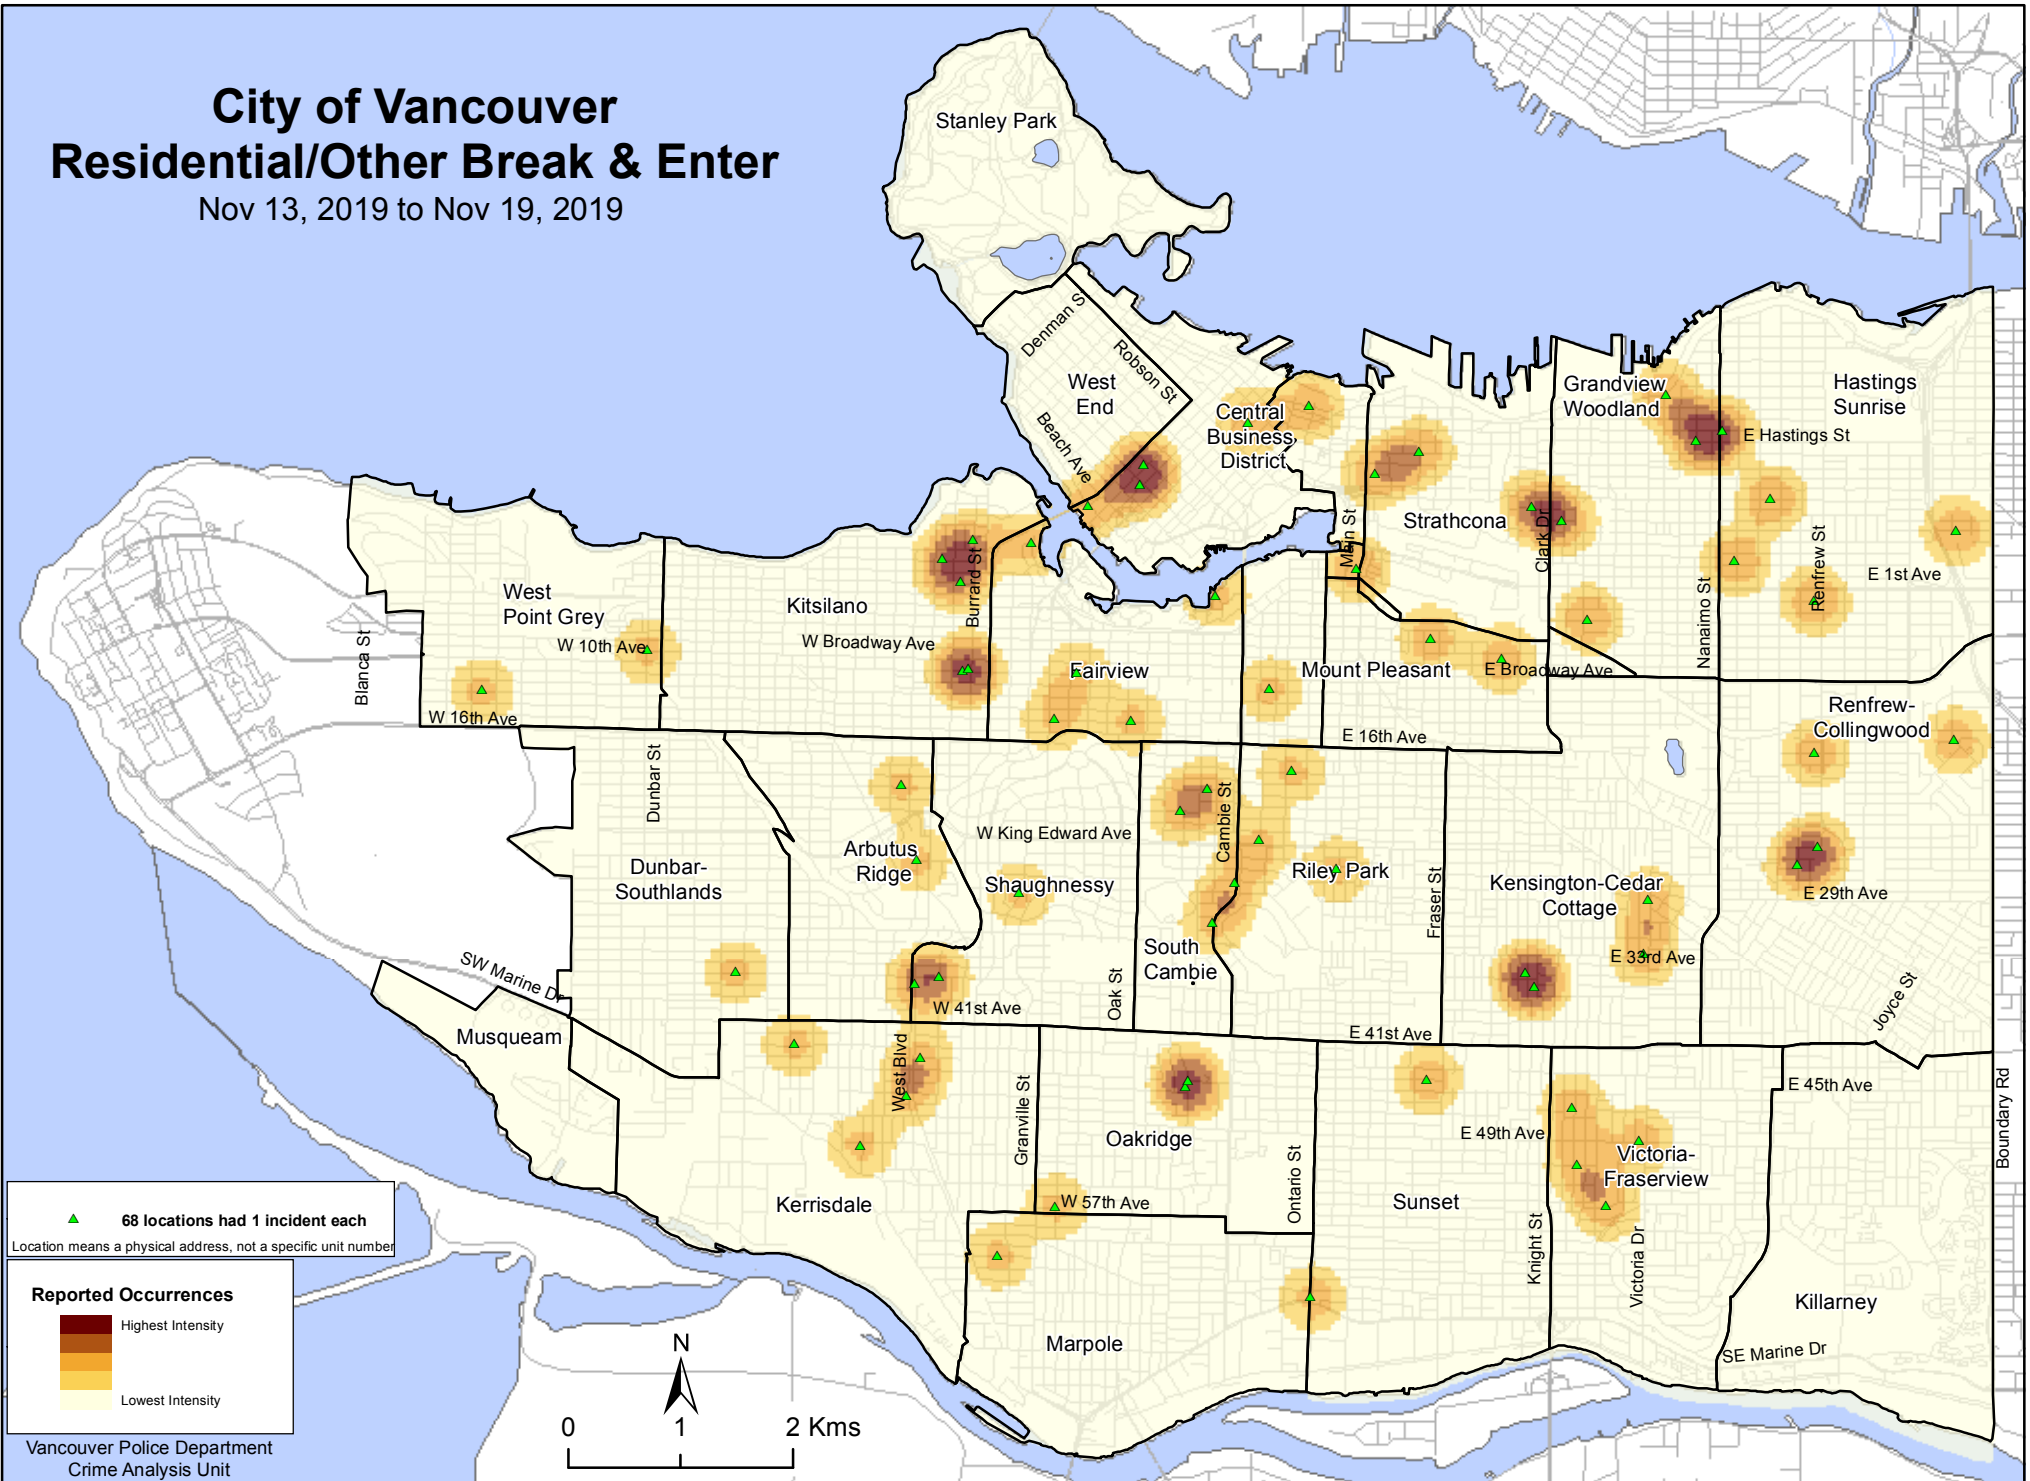 City of Vancouver
Residential/Other Break & Enter
Nov 13, 2019 to Nov 19, 2019
Stanley Park
Denman S
Robson St
West
End
Beach Ave
Central
Business
District
Grandview
Woodland
Hastings
Sunrise
E Hastings St
Strathcona
Main St
Clark Dr
Renfrew St
E 1st Ave
Nanaimo St
West
Point Grey
W 10th Ave
Blanca St
W 16th Ave
Kitsilano
W Broadway Ave
Burrard St
Fairview
Mount Pleasant
E Broadway Ave
E 16th Ave
Renfrew-
Collingwood
Dunbar St
Dunbar-
Southlands
Arbutus
Ridge
W King Edward Ave
Shaughnessy
Cambie St
Riley Park
Fraser St
Kensington-Cedar
Cottage
E 29th Ave
E 33rd Ave
South
Cambie
Oak St
SW Marine Dr
Musqueam
W 41st Ave
E 41st Ave
Joyce St
West Blvd
Granville St
Oakridge
Ontario St
E 45th Ave
E 49th Ave
Victoria-
Fraserview
Boundary Rd
Kerrisdale
W 57th Ave
Sunset
Knight St
Victoria Dr
Killarney
Marpole
SE Marine Dr
68 locations had 1 incident each
Location means a physical address, not a specific unit number
Reported Occurrences
Highest Intensity
Lowest Intensity
N
0 1 2 Kms
Vancouver Police Department
Crime Analysis Unit